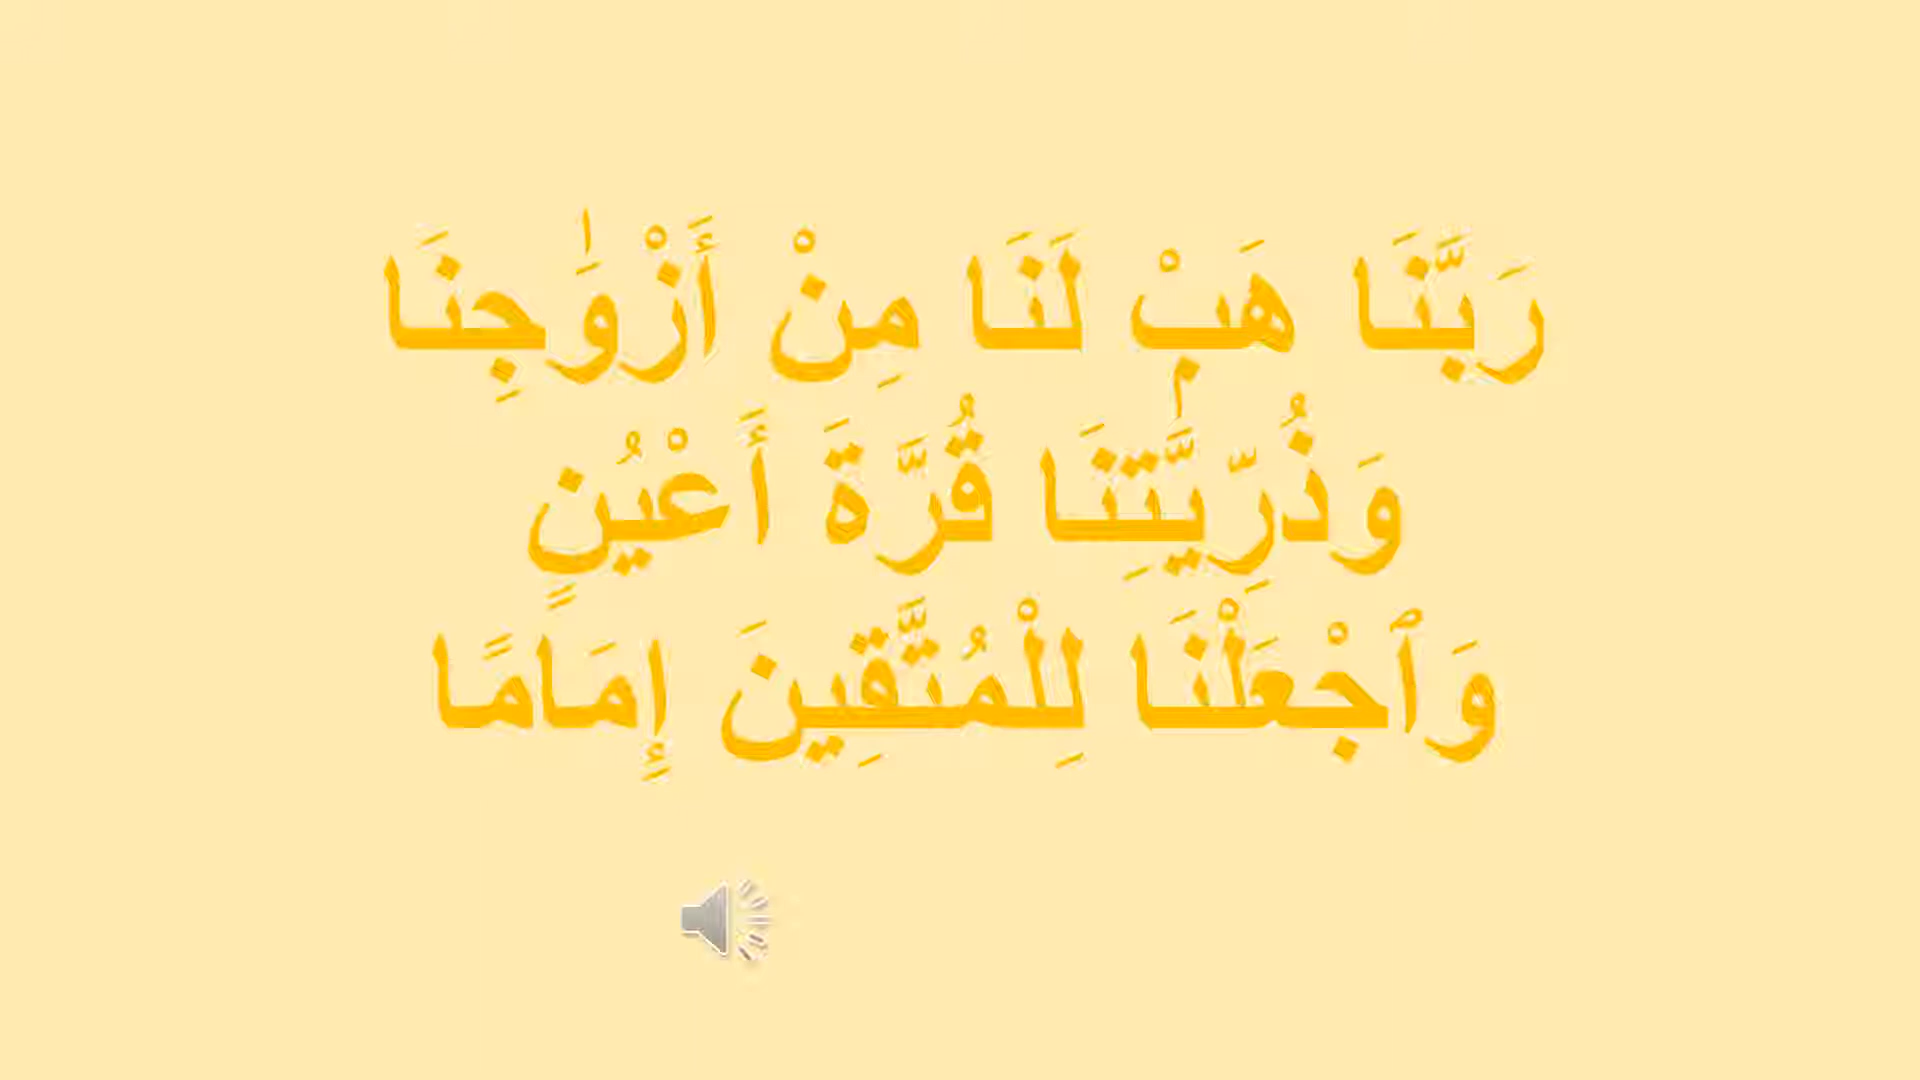 رَبَّنَا هَبْ لَنَا مِنْ أَزْوَٰجِنَا
وَذُرِّيَّٰتِنَا قُرَّةَ أَعْيُنٍ
وَٱجْعَلْنَا لِلْمُتَّقِينَ إِمَامًا